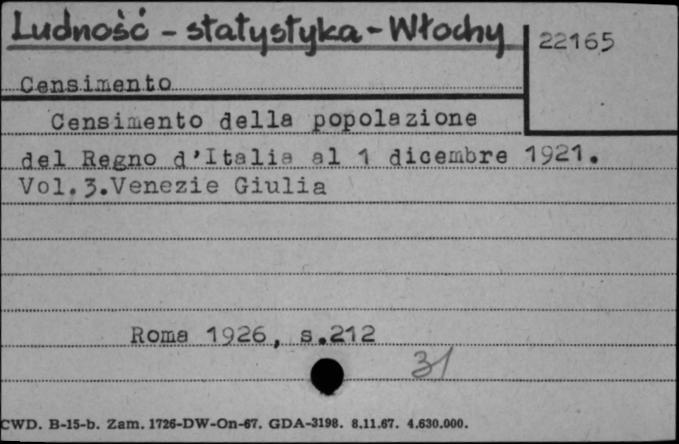 Ludność - statystyka - Włochy
22165
Censimento
Censimento della popolazione
del Regno d'Italia al 1 dicembre 1921.
Vol.3.Venezie Giulia
Roma 1926, s.212
31
CWD. B-15-b. Zam. 1726-DW-On-67. GDA-3198. 8.11.67. 4.630.000.